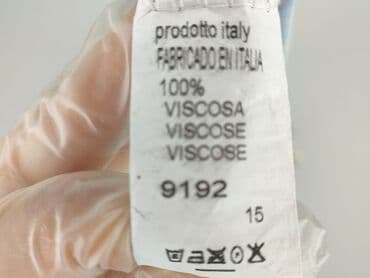 prodotto italy
FABRICADO EN ITALIA
100%
VISCOSA
VISCOSE
VISCOSE
9192
15